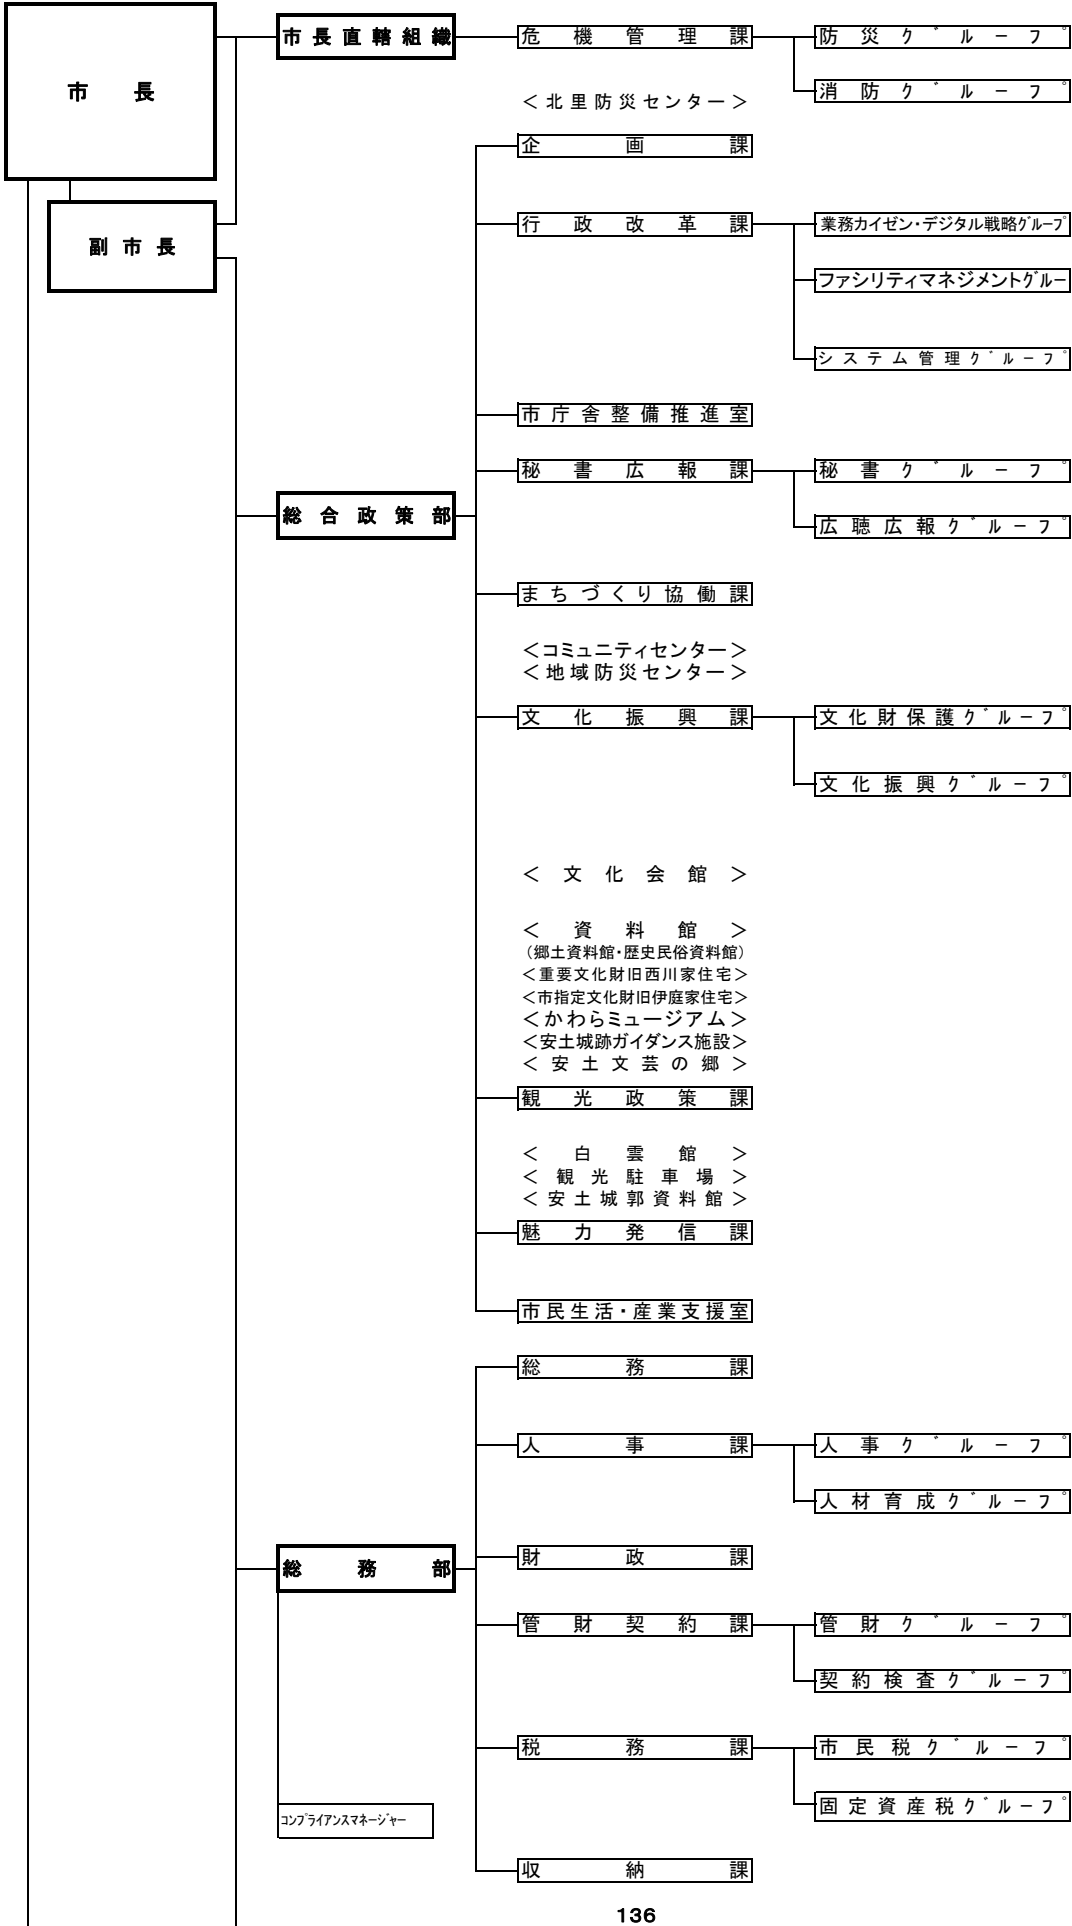 市長
市長直轄組織
危機管理課
防災グループ
消防グループ
<北里防災センター>
企画課
副市長
行政改革課
業務カイゼン・デジタル戦略グループ
ファシリティマネジメントグルー
システム管理グループ
市庁舎整備推進室
総合政策部
秘書広報課
秘書グループ
広聴広報グループ
まちづくり協働課
<コミュニティセンター>
<地域防災センター>
文化振興課
文化財保護グループ
文化振興グループ
<文化会館>
<資料館>
(郷土資料館・歴史民俗資料館)
<重要文化財旧西川家住宅>
<市指定文化財旧伊庭家住宅>
<かわらミュージアム>
<安土城跡ガイダンス施設>
<安土文芸の郷>
観光政策課
<白雲館>
<観光駐車場>
<安土城郭資料館>
魅力発信課
市民生活・産業支援室
総務課
人事課
人事グループ
人材育成グループ
総務部
財政課
管財契約課
管財グループ
契約検査グループ
税務課
市民税グループ
固定資産税グループ
コンプライアンスマネージャー
収納課
136